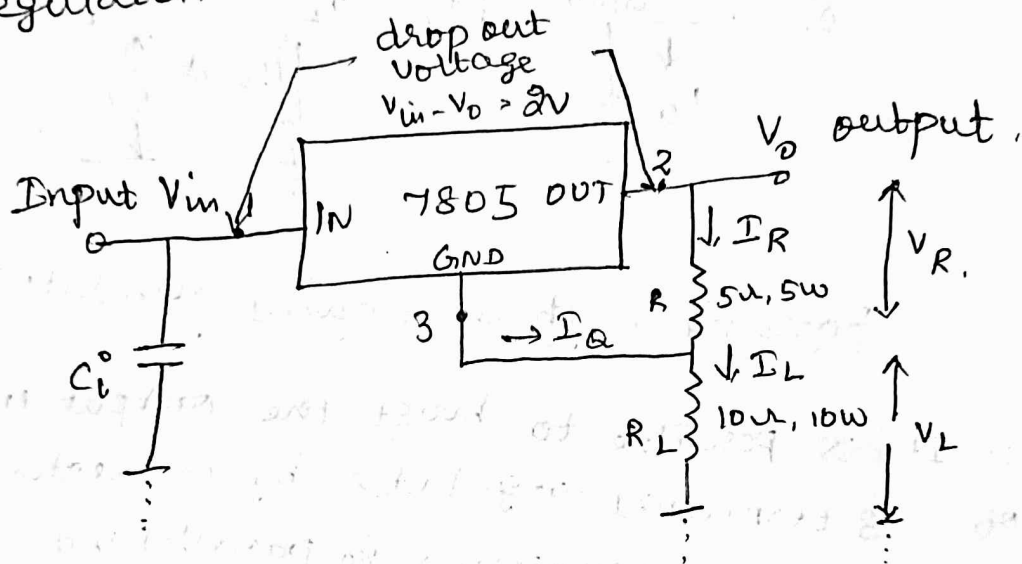 drop out
voltage
Vin - Vo = 2V
Vo output.
Input Vin 1
IN 7805 OUT 2
GND
↓ IR
VR.
R 5Ω, 5W
3 → IQ
Ci
↓ IL
RL 10Ω, 10W
VL